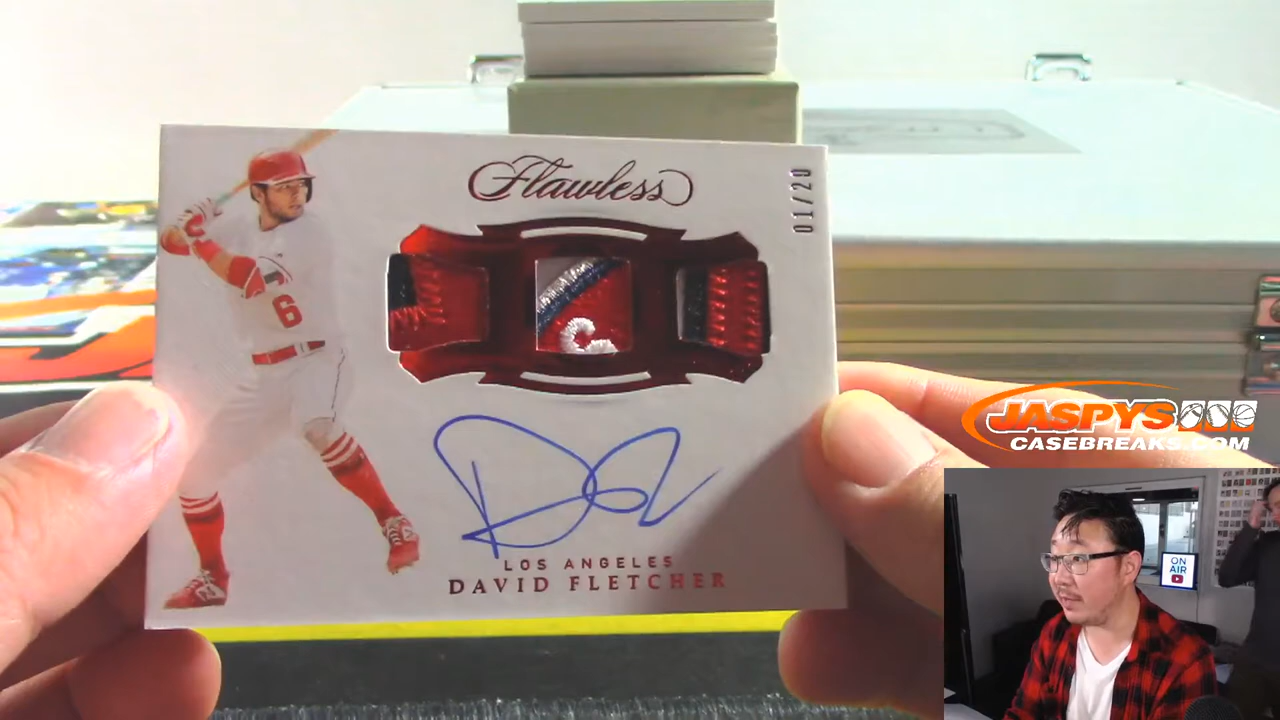 Flawless
01/20
6
LOS ANGELES
DAVID FLETCHER
JASPYS
CASEBREAKS.COM
ON
AIR